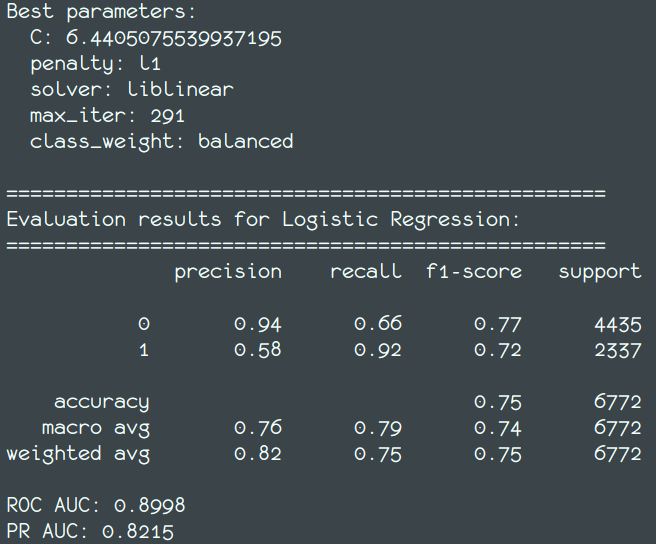 Best parameters:
  C: 6.4405075539937195
  penalty: l1
  solver: liblinear
  max_iter: 291
  class_weight: balanced

==================================================
Evaluation results for Logistic Regression:
==================================================
              precision    recall  f1-score   support

           0       0.94      0.66      0.77      4435
           1       0.58      0.92      0.72      2337

    accuracy                           0.75      6772
   macro avg       0.76      0.79      0.74      6772
weighted avg       0.82      0.75      0.75      6772

ROC AUC: 0.8998
PR AUC: 0.8215